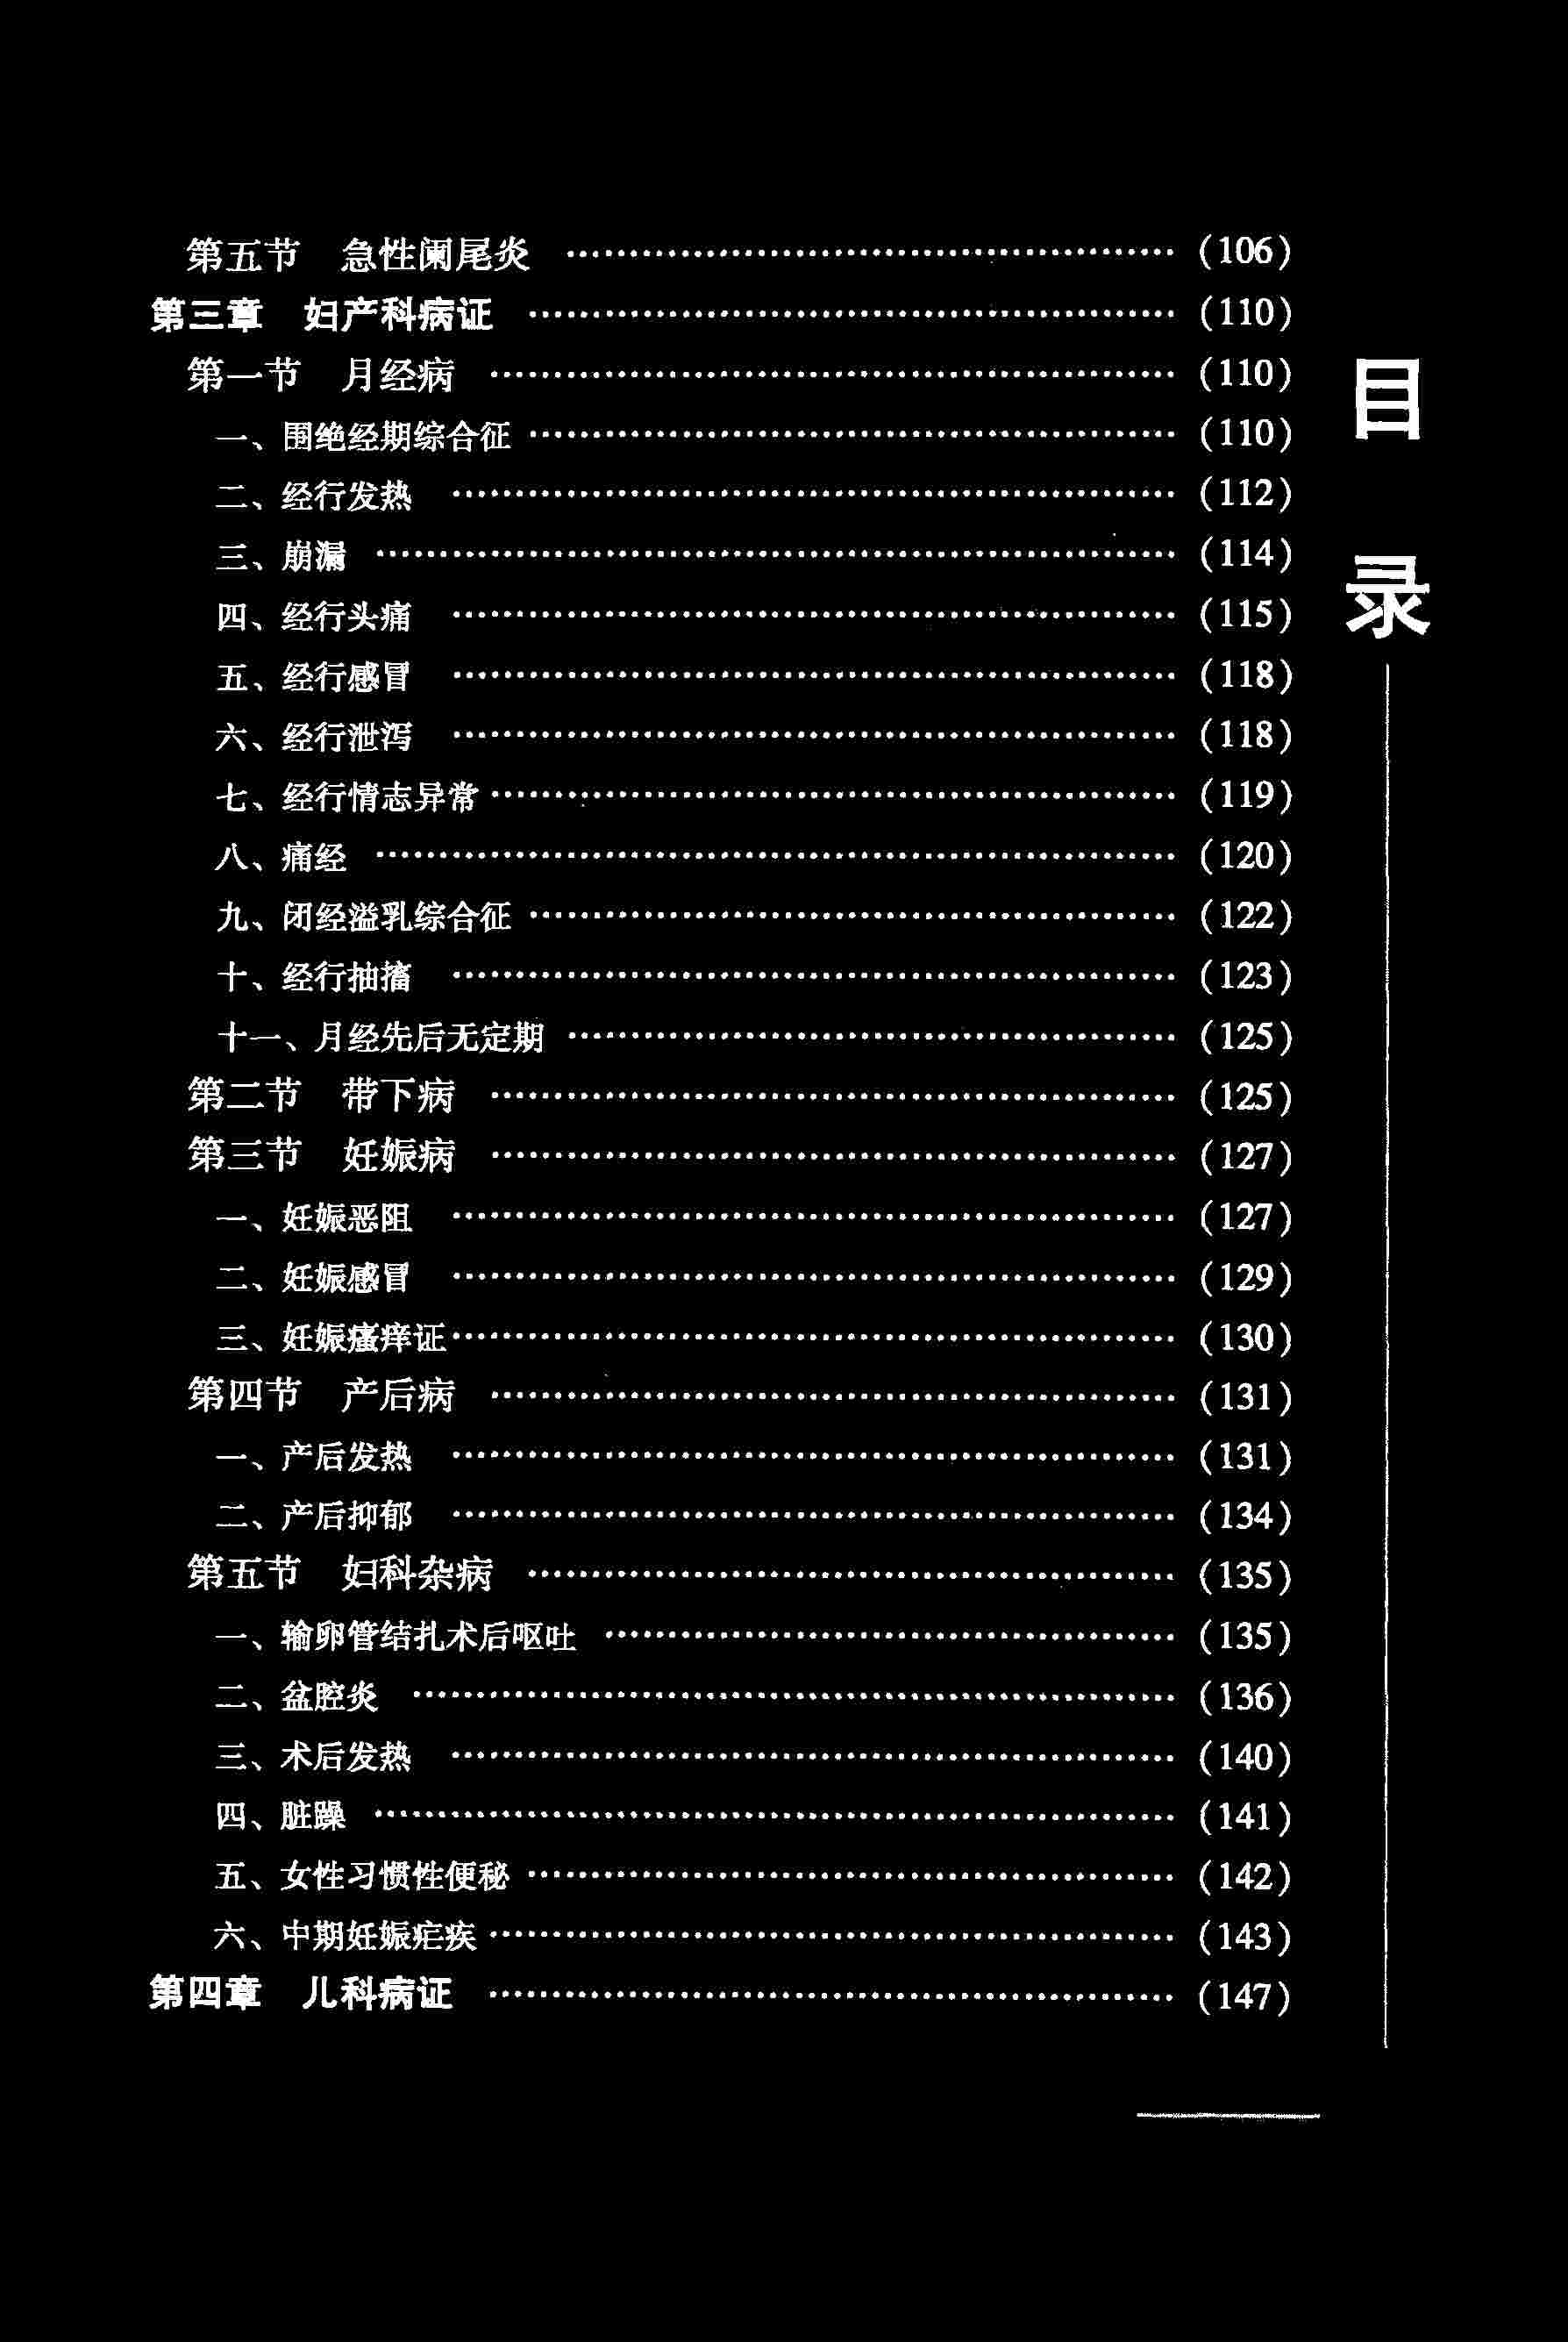 第五节 急性阑尾炎 ……………………………………… (106)
第三章 妇产科病证 ……………………………………… (110)
第一节 月经病 ……………………………………… (110)
一、围绝经期综合征 ……………………………………… (110)
二、经行发热 ……………………………………… (112)
三、崩漏 ……………………………………… (114)
四、经行头痛 ……………………………………… (115)
五、经行感冒 ……………………………………… (118)
六、经行泄泻 ……………………………………… (118)
七、经行情志异常 ……………………………………… (119)
八、痛经 ……………………………………… (120)
九、闭经溢乳综合征 ……………………………………… (122)
十、经行抽搐 ……………………………………… (123)
十一、月经先后无定期 ……………………………………… (125)
第二节 带下病 ……………………………………… (125)
第三节 妊娠病 ……………………………………… (127)
一、妊娠恶阻 ……………………………………… (127)
二、妊娠感冒 ……………………………………… (129)
三、妊娠瘙痒证 ……………………………………… (130)
第四节 产后病 ……………………………………… (131)
一、产后发热 ……………………………………… (131)
二、产后抑郁 ……………………………………… (134)
第五节 妇科杂病 ……………………………………… (135)
一、输卵管结扎术后呕吐 ……………………………………… (135)
二、盆腔炎 ……………………………………… (136)
三、术后发热 ……………………………………… (140)
四、脏躁 ……………………………………… (141)
五、女性习惯性便秘 ……………………………………… (142)
六、中期妊娠疟疾 ……………………………………… (143)
第四章 儿科病证 ……………………………………… (147)
目录